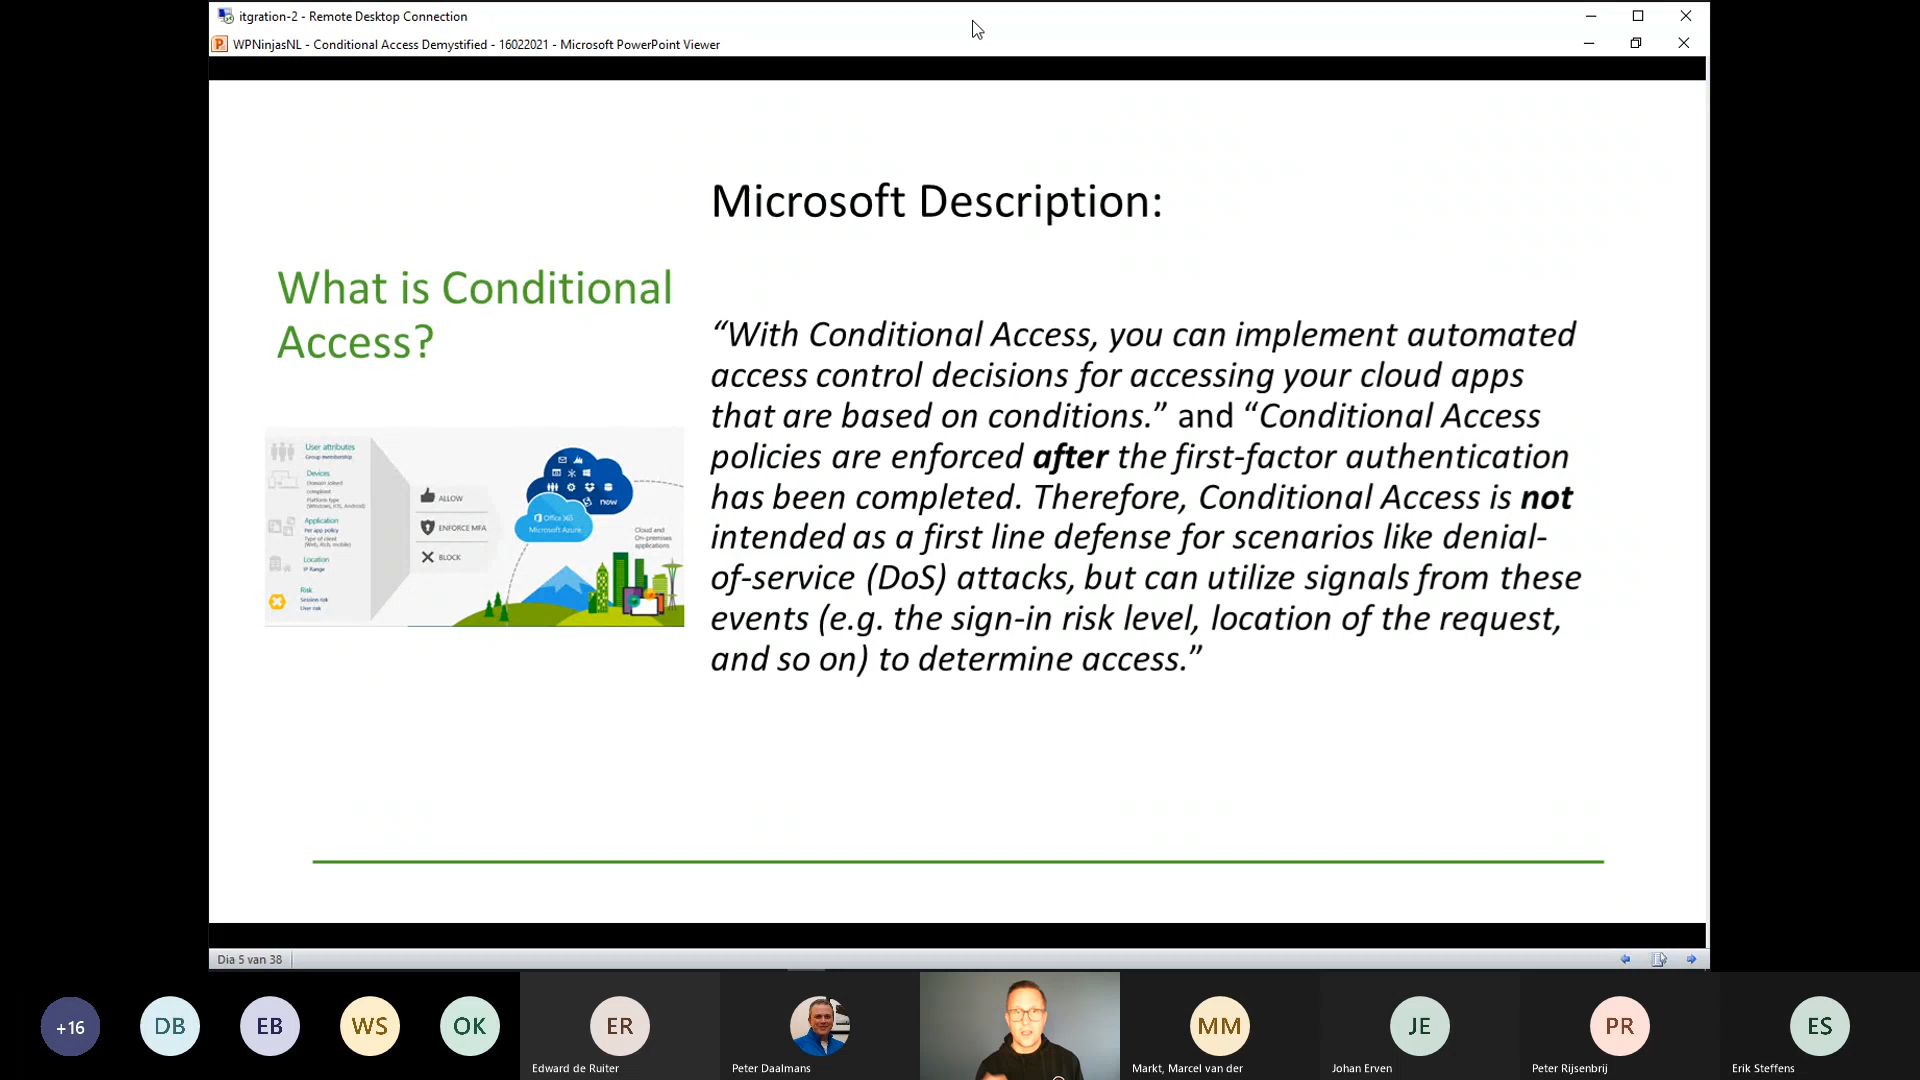 itgration-2 - Remote Desktop Connection
WPNinjasNL - Conditional Access Demystified - 16022021 - Microsoft PowerPoint Viewer
Microsoft Description:
What is Conditional
Access?
“With Conditional Access, you can implement automated
access control decisions for accessing your cloud apps
that are based on conditions.” and “Conditional Access
policies are enforced after the first-factor authentication
has been completed. Therefore, Conditional Access is not
intended as a first line defense for scenarios like denial-
of-service (DoS) attacks, but can utilize signals from these
events (e.g. the sign-in risk level, location of the request,
and so on) to determine access.”
User attributes
Group membership
Devices
Domain Joined
compliant
Platform type
(Windows, iOS, Android)
Application
Per app policy
Type of client
(Web, Rich, mobile)
Location
IP Range
Risk
Session risk
User risk
ALLOW
ENFORCE MFA
BLOCK
now
Office 365
Microsoft Azure
Cloud and
On-premises
applications
Dia 5 van 38
+16
DB
EB
WS
OK
ER
Edward de Ruiter
Peter Daalmans
MM
Markt, Marcel van der
JE
Johan Erven
PR
Peter Rijsenbrij
ES
Erik Steffens